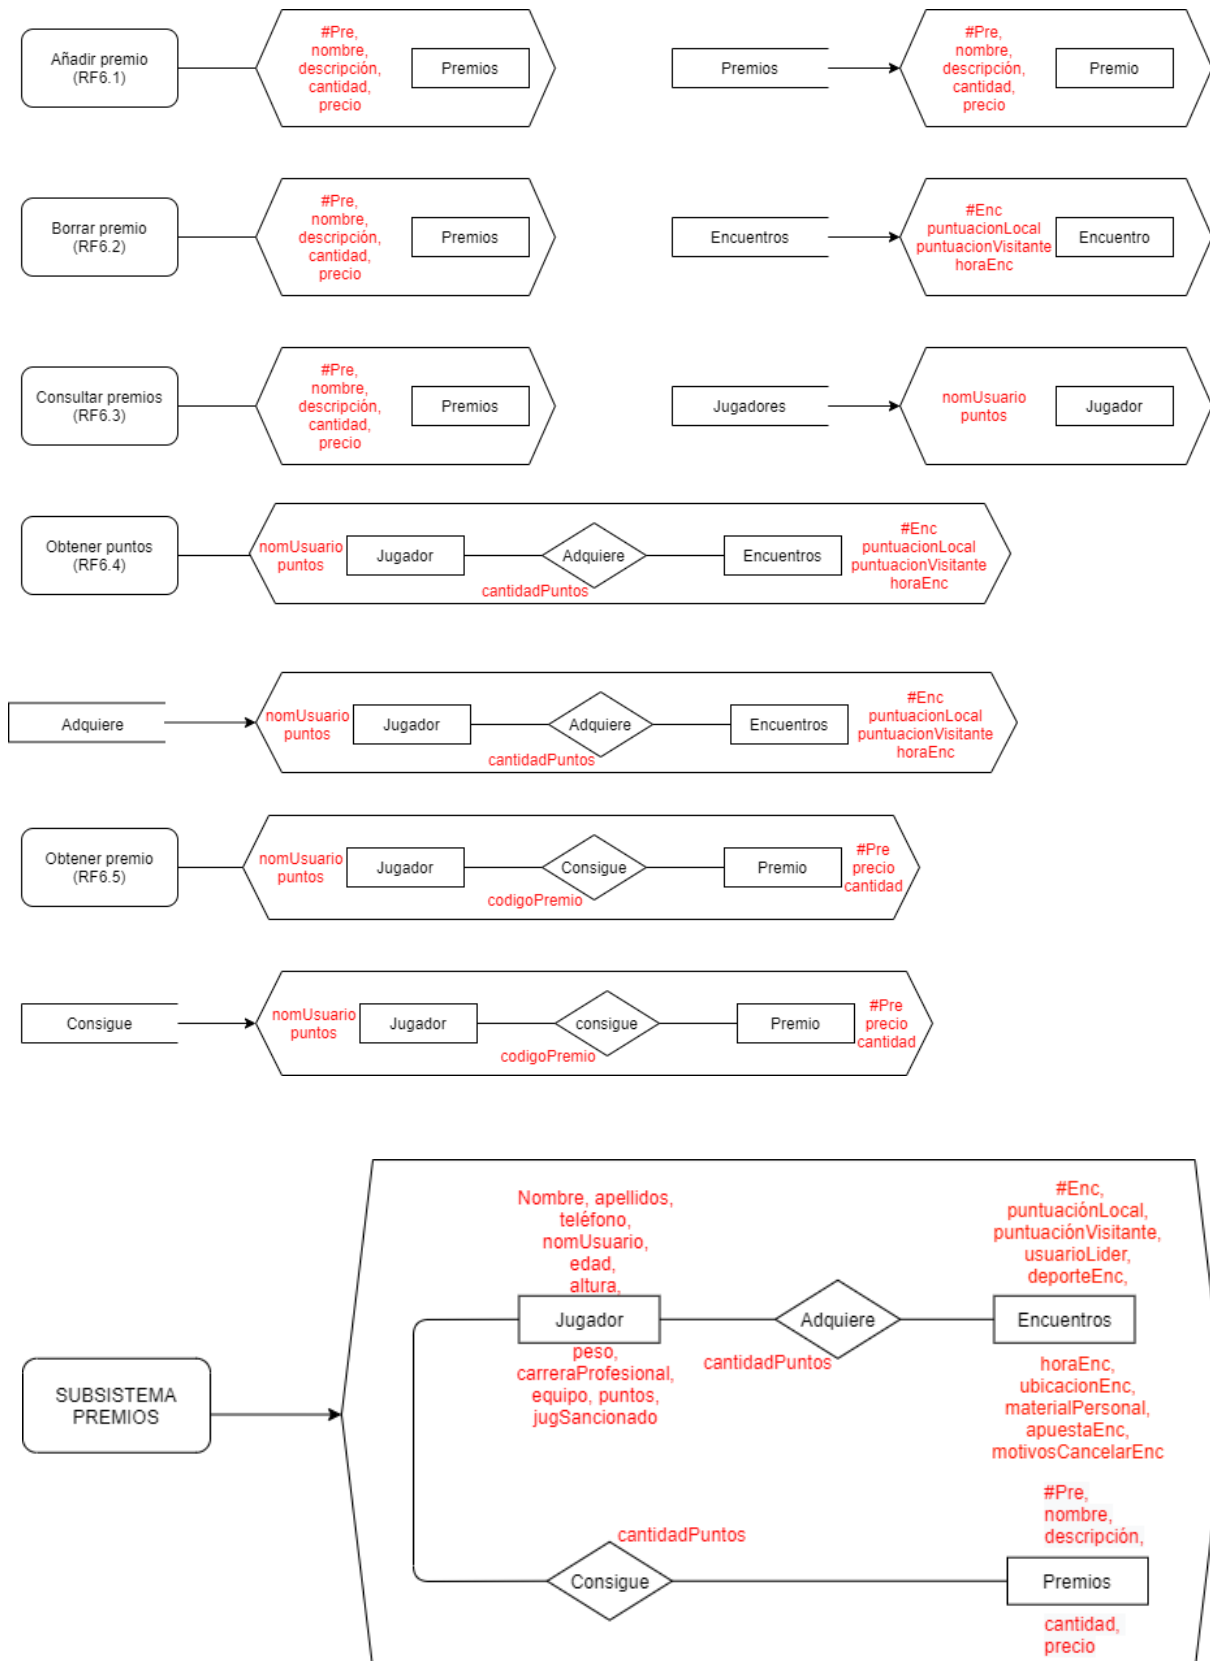 Añadir premio
(RF6.1)
#Pre,
nombre,
descripción,
cantidad,
precio
Premios
Premios
#Pre,
nombre,
descripción,
cantidad,
precio
Premio
Borrar premio
(RF6.2)
#Pre,
nombre,
descripción,
cantidad,
precio
Premios
Encuentros
#Enc
puntuacionLocal
puntuacionVisitante
horaEnc
Encuentro
Consultar premios
(RF6.3)
#Pre,
nombre,
descripción,
cantidad,
precio
Premios
Jugadores
nomUsuario
puntos
Jugador
Obtener puntos
(RF6.4)
nomUsuario
puntos
Jugador
Adquiere
cantidadPuntos
Encuentros
#Enc
puntuacionLocal
puntuacionVisitante
horaEnc
Adquiere
nomUsuario
puntos
Jugador
Adquiere
cantidadPuntos
Encuentros
#Enc
puntuacionLocal
puntuacionVisitante
horaEnc
Obtener premio
(RF6.5)
nomUsuario
puntos
Jugador
Consigue
codigoPremio
Premio
#Pre
precio
cantidad
Consigue
nomUsuario
puntos
Jugador
consigue
codigoPremio
Premio
#Pre
precio
cantidad
SUBSISTEMA
PREMIOS
Nombre, apellidos,
teléfono,
nomUsuario,
edad,
altura,
Jugador
peso,
carreraProfesional,
equipo, puntos,
jugSancionado
Adquiere
cantidadPuntos
#Enc,
puntuaciónLocal,
puntuaciónVisitante,
usuarioLider,
deporteEnc,
Encuentros
horaEnc,
ubicacionEnc,
materialPersonal,
apuestaEnc,
motivosCancelarEnc
cantidadPuntos
Consigue
#Pre,
nombre,
descripción,
Premios
cantidad,
precio